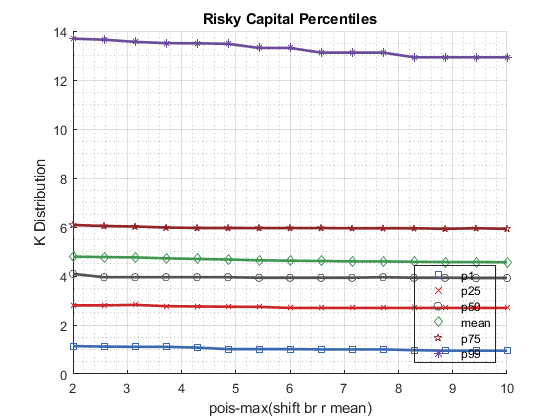 Risky Capital Percentiles
14
12
10
8
6
4
2
0
K Distribution
p1
p25
p50
mean
p75
p99
2 3 4 5 6 7 8 9 10
pois-max(shift br r mean)